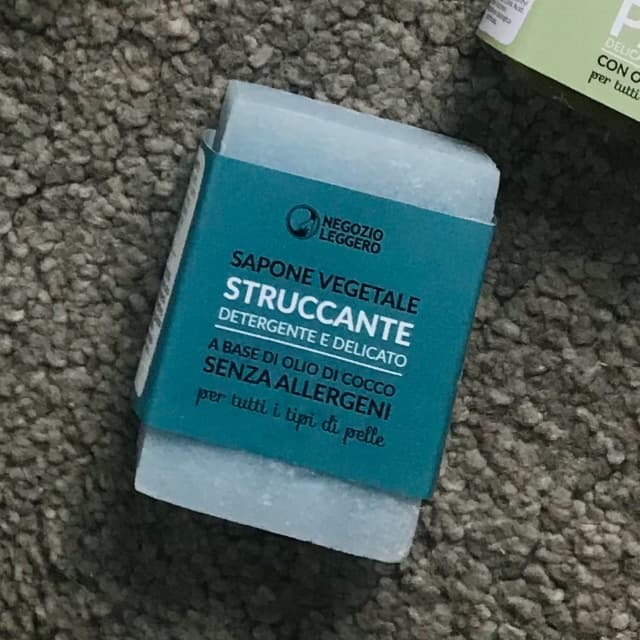 NEGOZIO
LEGGERO
SAPONE VEGETALE
STRUCCANTE
DETERGENTE E DELICATO
A BASE DI OLIO DI COCCO
SENZA ALLERGENI
per tutti i tipi di pelle
CON O
per tutti